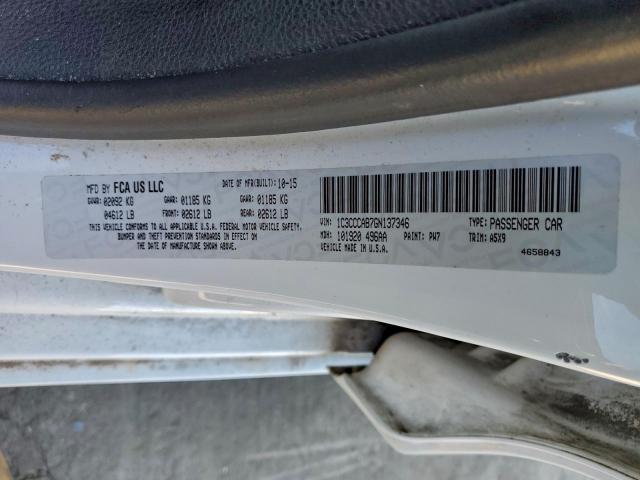 MFD BY FCA US LLC DATE OF MFR(BUILT): 10-15
GVWR: 02092 KG GAWR: 01185 KG GAWR: 01185 KG
04612 LB FRONT: 02612 LB REAR: 02612 LB
THIS VEHICLE CONFORMS TO ALL APPLICABLE FEDERAL MOTOR VEHICLE SAFETY,
BUMPER AND THEFT PREVENTION STANDARDS IN EFFECT ON
THE DATE OF MANUFACTURE SHOWN ABOVE.
VIN: 1C3CCCAB7GN137346 TYPE: PASSENGER CAR
MDH: 101920 496AA PAINT: PW7 TRIM: A5X9
VEHICLE MADE IN U.S.A. 4658843